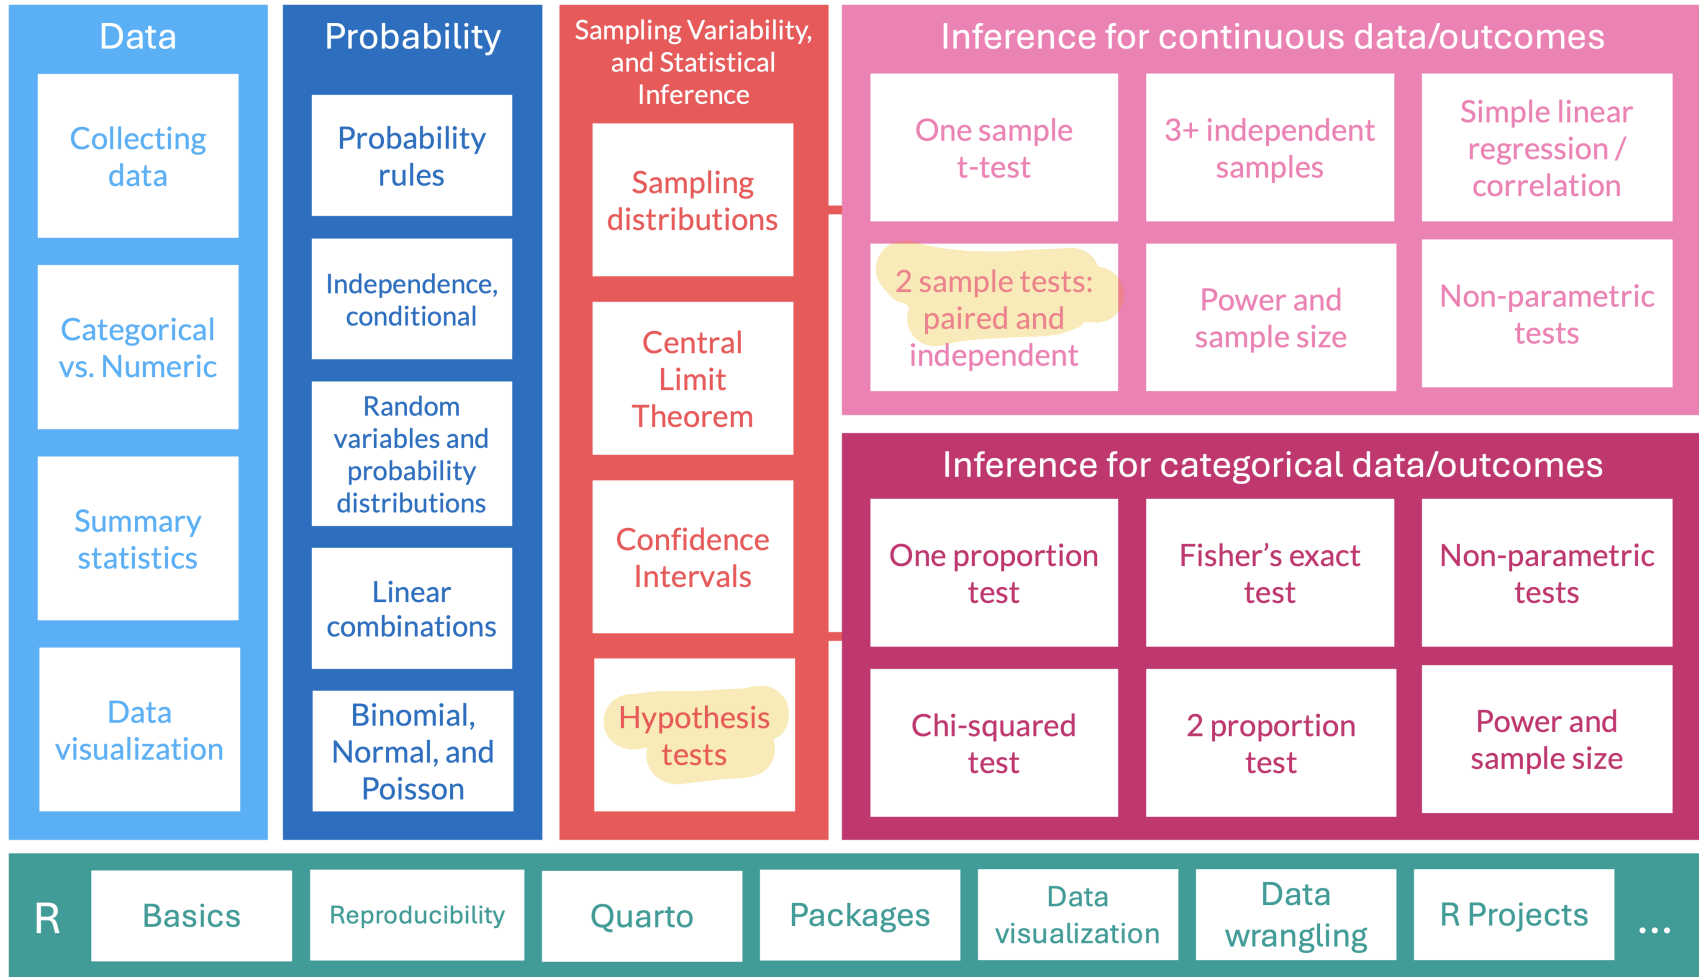 Data
Collecting
data
Categorical
vs. Numeric
Summary
statistics
Data
visualization
Probability
Probability
rules
Independence,
conditional
Random
variables and
probability
distributions
Linear
combinations
Binomial,
Normal, and
Poisson
Sampling Variability,
and Statistical
Inference
Sampling
distributions
Central
Limit
Theorem
Confidence
Intervals
Hypothesis
tests
Inference for continuous data/outcomes
One sample
t-test
3+ independent
samples
Simple linear
regression /
correlation
2 sample tests:
paired and
independent
Power and
sample size
Non-parametric
tests
Inference for categorical data/outcomes
One proportion
test
Fisher’s exact
test
Non-parametric
tests
Chi-squared
test
2 proportion
test
Power and
sample size
R
Basics
Reproducibility
Quarto
Packages
Data
visualization
Data
wrangling
R Projects
...